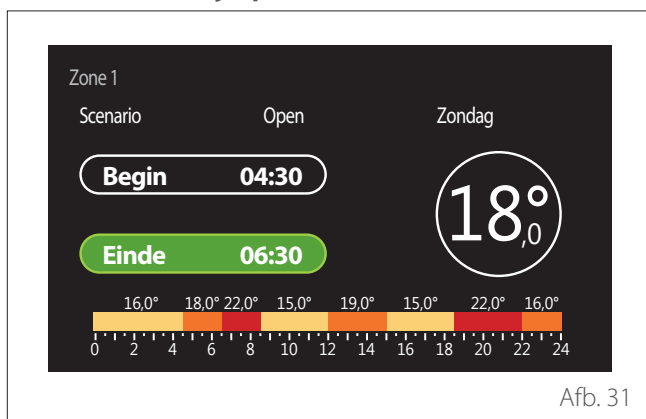 Zone 1
Scenario Open Zondag
Begin 04:30
18°,0
Einde 06:30
16,0° 18,0° 22,0° 15,0° 19,0° 15,0° 22,0° 16,0°
0 2 4 6 8 10 12 14 16 18 20 22 24
Afb. 31